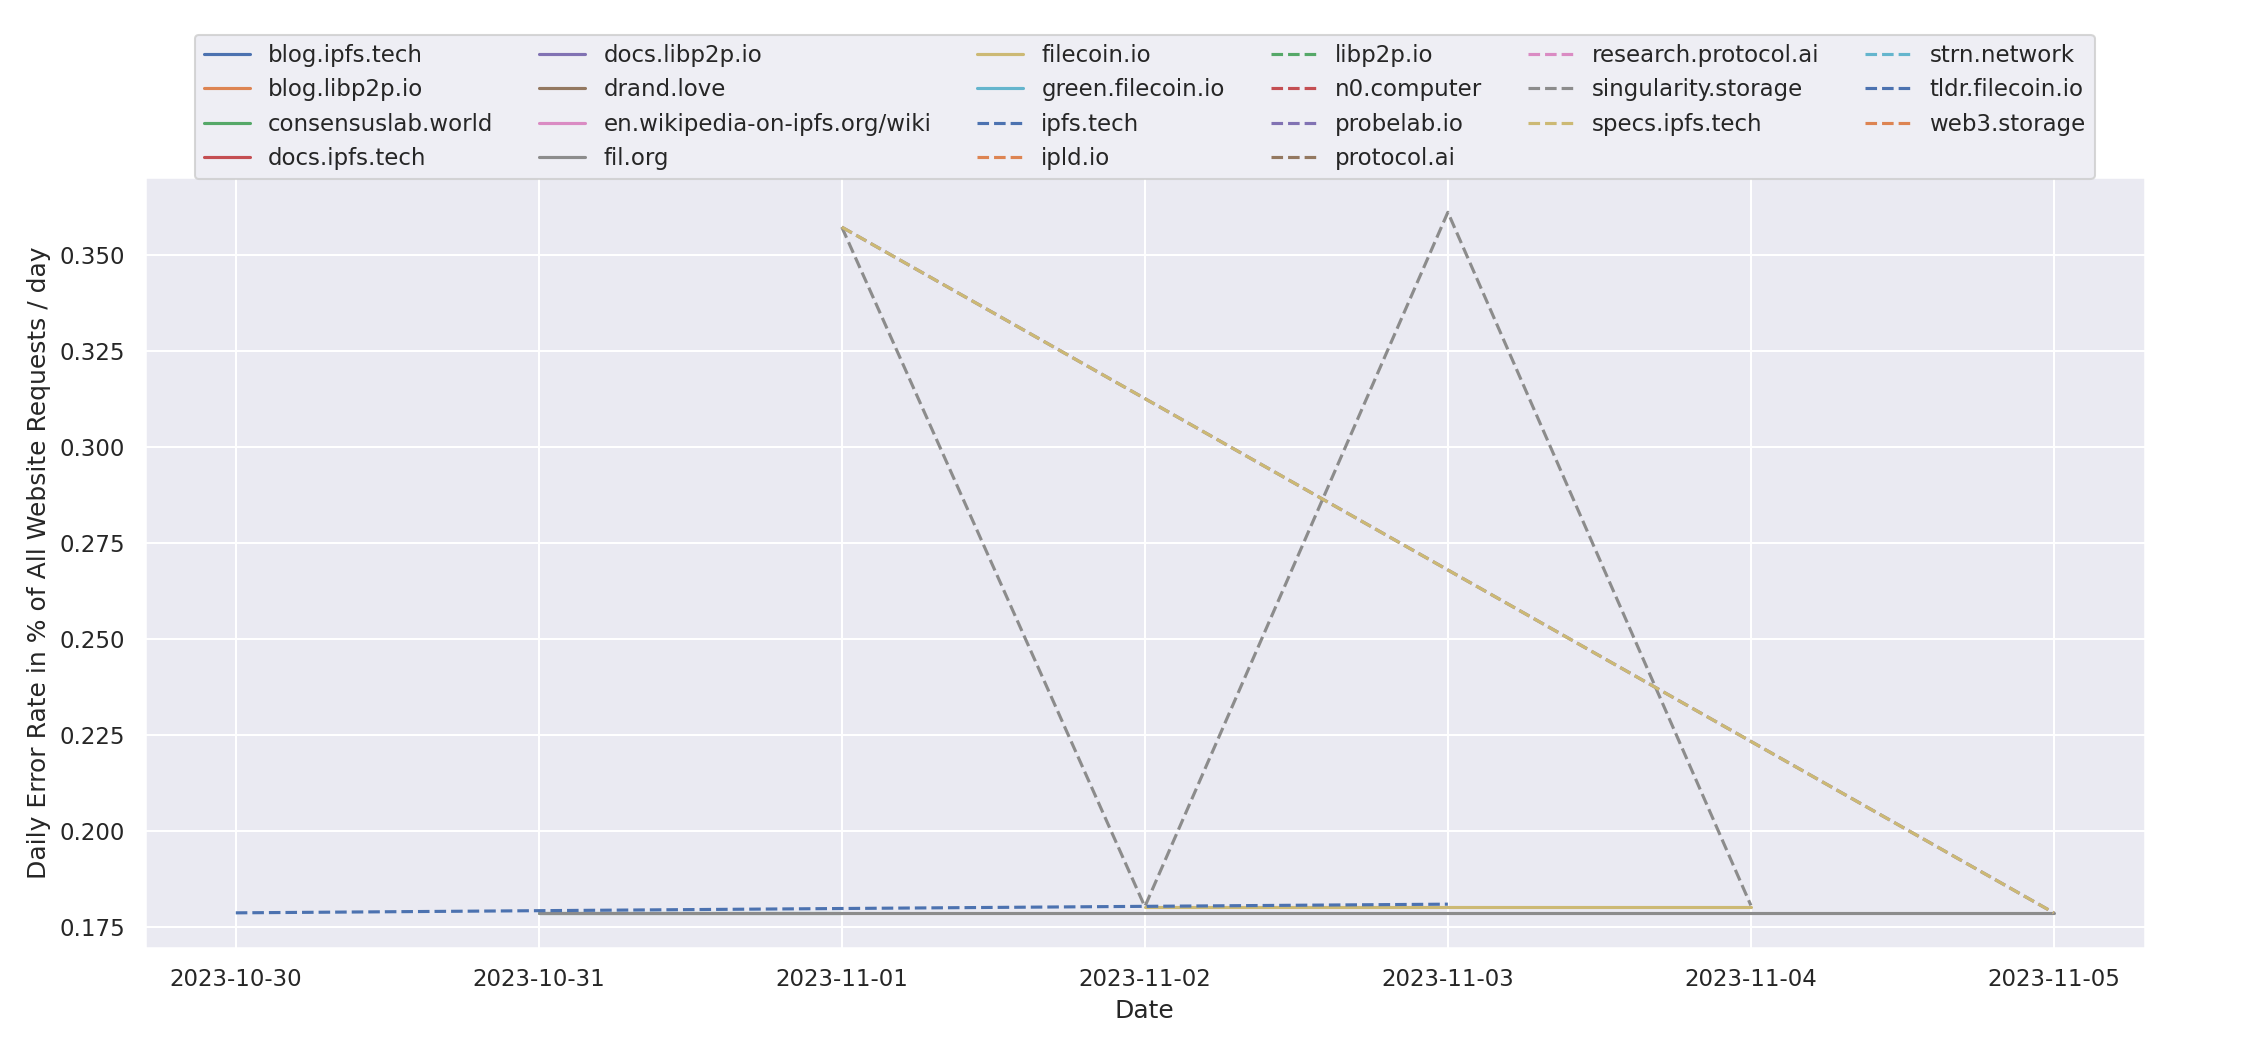 blog.ipfs.tech
blog.libp2p.io
consensuslab.world
docs.ipfs.tech
docs.libp2p.io
drand.love
en.wikipedia-on-ipfs.org/wiki
fil.org
filecoin.io
green.filecoin.io
ipfs.tech
ipld.io
libp2p.io
n0.computer
probelab.io
protocol.ai
research.protocol.ai
singularity.storage
specs.ipfs.tech
strn.network
tldr.filecoin.io
web3.storage
Daily Error Rate in % of All Website Requests / day
0.350
0.325
0.300
0.275
0.250
0.225
0.200
0.175
2023-10-30
2023-10-31
2023-11-01
2023-11-02
2023-11-03
2023-11-04
2023-11-05
Date